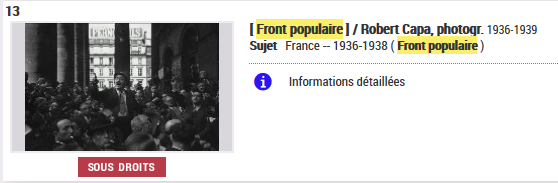 13
[ Front populaire ] / Robert Capa, photogr. 1936-1939
Sujet France -- 1936-1938 ( Front populaire )
Informations détaillées
SOUS DROITS